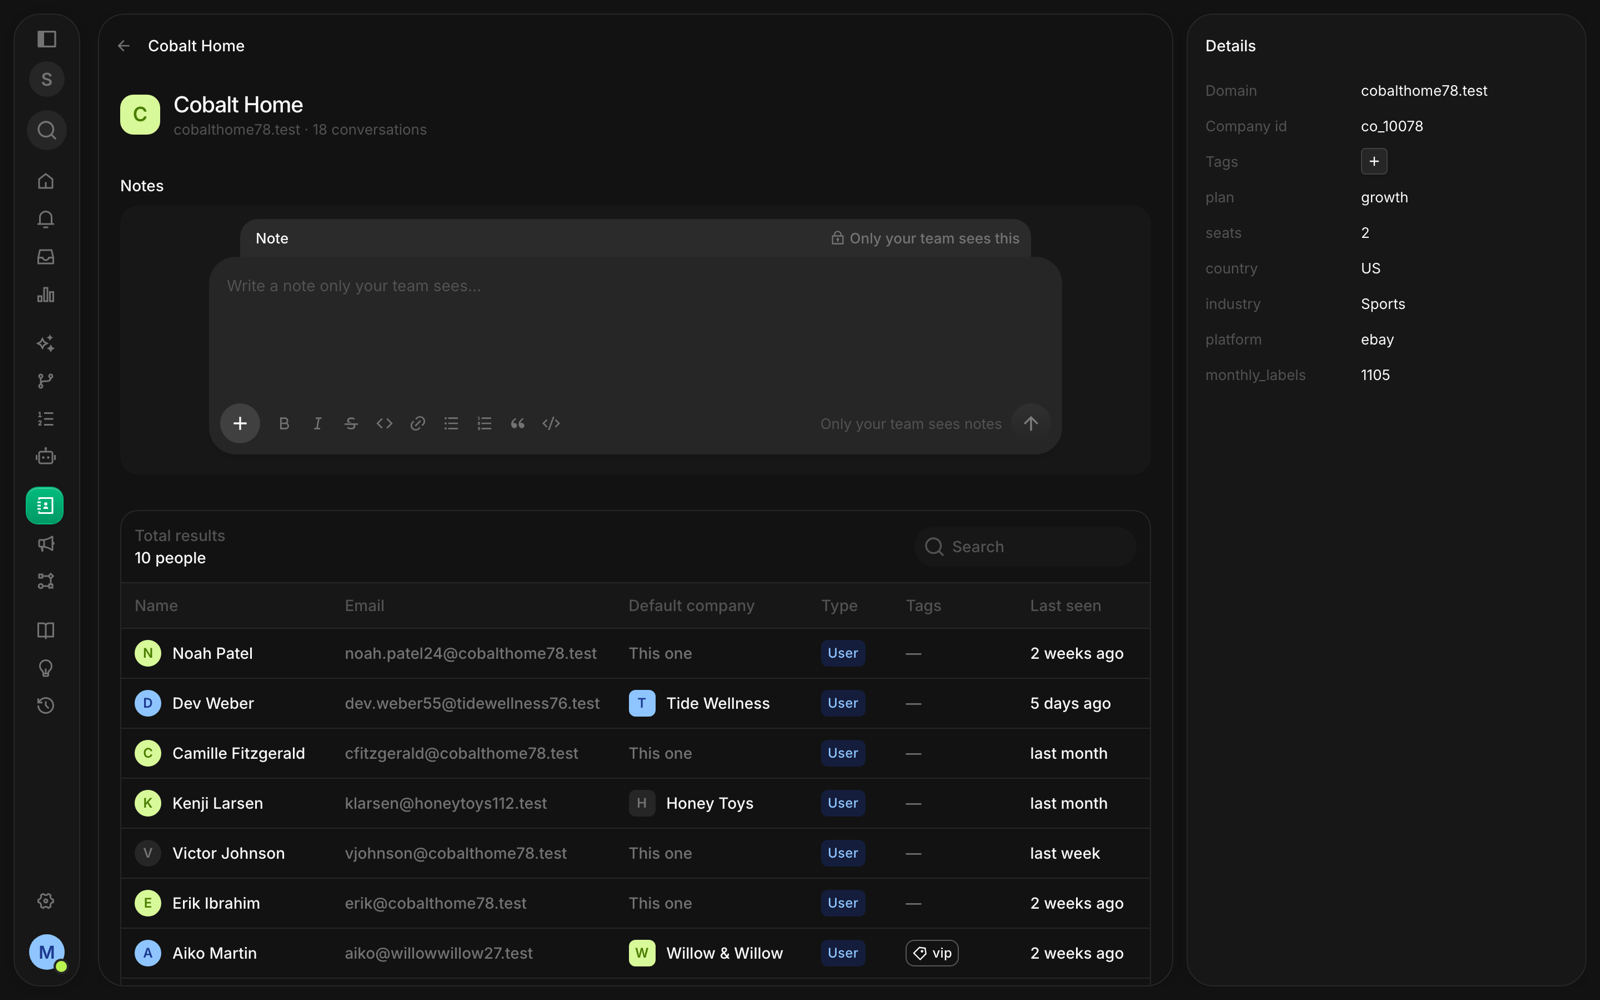 S
Cobalt Home
C
Cobalt Home
cobalthome78.test · 18 conversations
Notes
Note
Only your team sees this
Write a note only your team sees...
Only your team sees notes
Total results
10 people
Search
Name Email Default company Type Tags Last seen
N Noah Patel noah.patel24@cobalthome78.test This one User — 2 weeks ago
D Dev Weber dev.weber55@tidewellness76.test T Tide Wellness User — 5 days ago
C Camille Fitzgerald cfitzgerald@cobalthome78.test This one User — last month
K Kenji Larsen klarsen@honeytoys112.test H Honey Toys User — last month
V Victor Johnson vjohnson@cobalthome78.test This one User — last week
E Erik Ibrahim erik@cobalthome78.test This one User — 2 weeks ago
A Aiko Martin aiko@willowwillow27.test W Willow & Willow User vip 2 weeks ago
M
Details
Domain cobalthome78.test
Company id co_10078
Tags +
plan growth
seats 2
country US
industry Sports
platform ebay
monthly_labels 1105